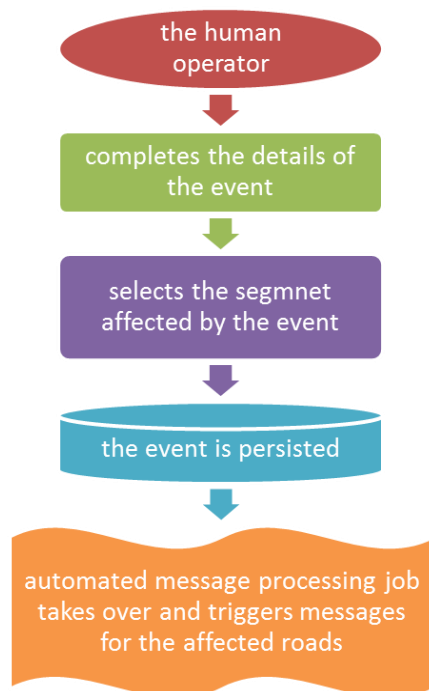 the human
operator
completes the details of
the event
selects the segmnet
affected by the event
the event is persisted
automated message processing job
takes over and triggers messages
for the affected roads